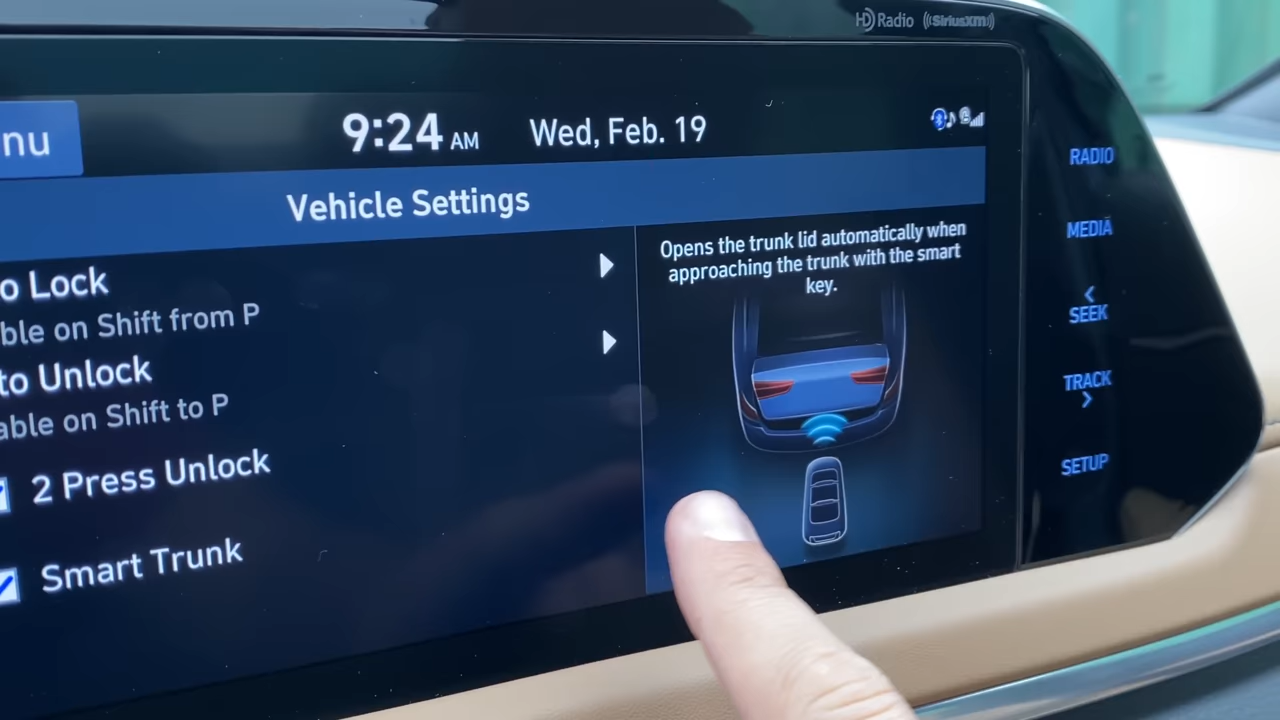 HD Radio ((SiriusXM))
nu
9:24 AM Wed, Feb. 19
Vehicle Settings
o Lock
ble on Shift from P
to Unlock
able on Shift to P
2 Press Unlock
Smart Trunk
Opens the trunk lid automatically when
approaching the trunk with the smart
key.
RADIO
MEDIA
<
SEEK
TRACK
>
SETUP